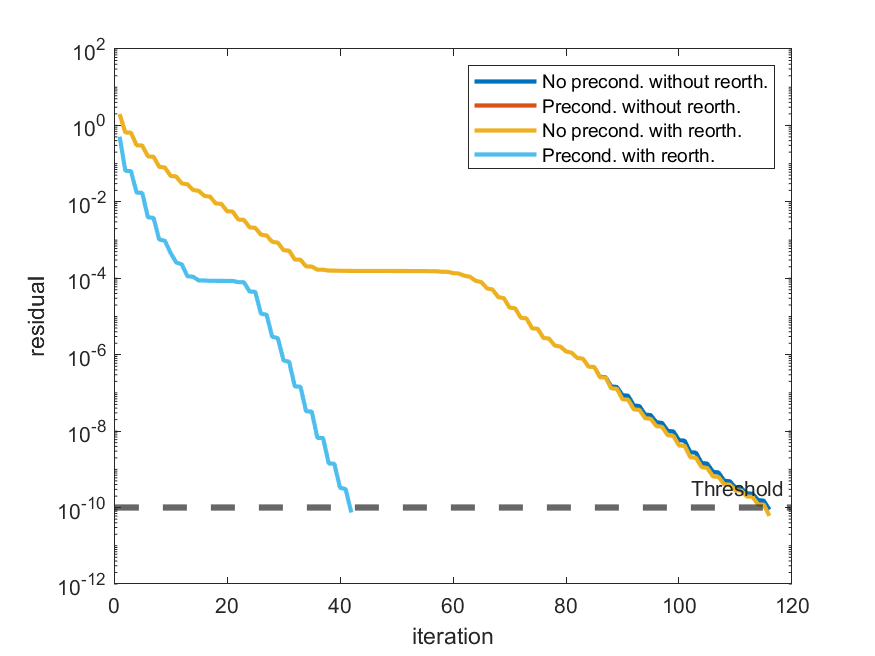 10^2
10^0
10^-2
10^-4
10^-6
10^-8
10^-10
10^-12
residual
No precond. without reorth.
Precond. without reorth.
No precond. with reorth.
Precond. with reorth.
Threshold
0 20 40 60 80 100 120
iteration